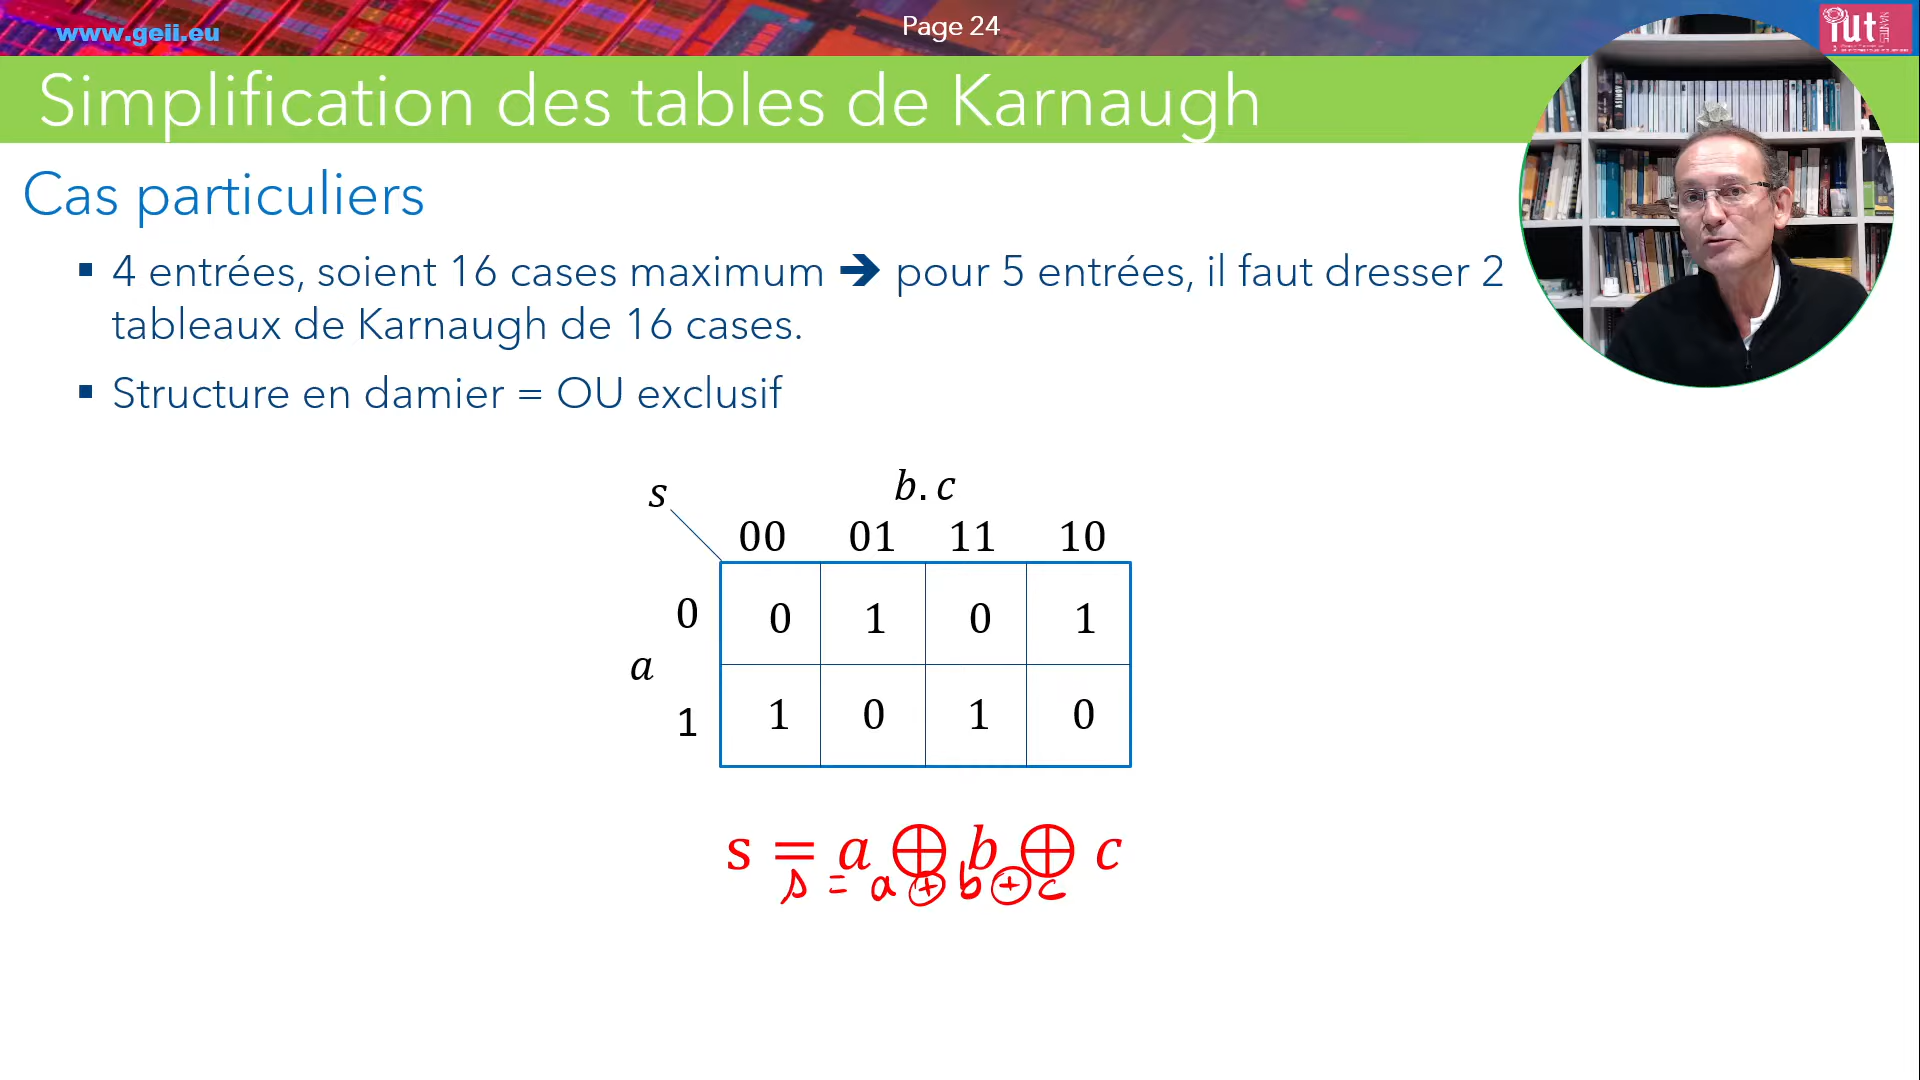 www.geii.eu
Page 24
iut
NANTES
Simplification des tables de Karnaugh
Cas particuliers
▪ 4 entrées, soient 16 cases maximum ➔ pour 5 entrées, il faut dresser 2
tableaux de Karnaugh de 16 cases.
▪ Structure en damier = OU exclusif
s b.c
00 01 11 10
0 0 1 0 1
a
1 1 0 1 0
s = a ⊕ b ⊕ c
s = a ⊕ b ⊕ c
ASIMOV